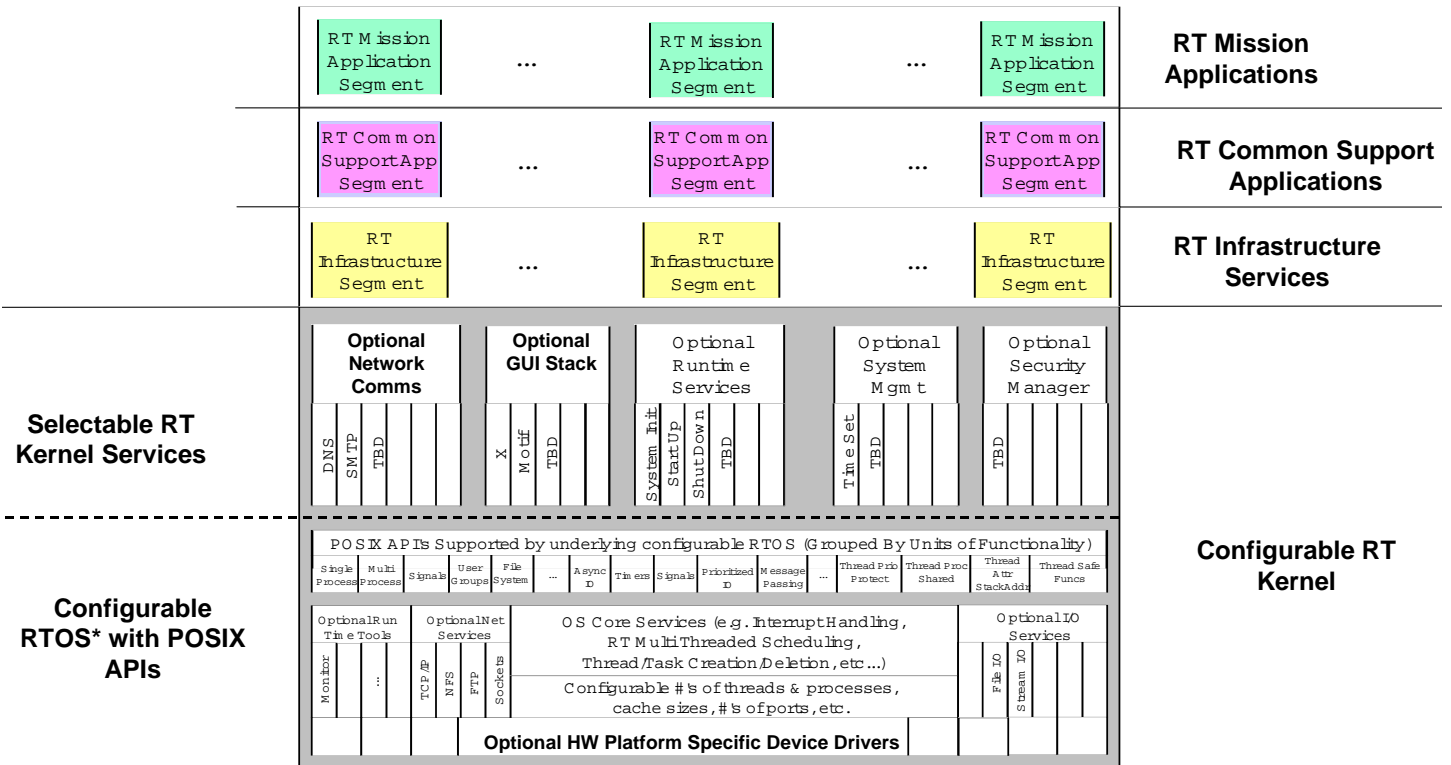 RT Mission
Application
Segment
...
RT Mission
Application
Segment
...
RT Mission
Application
Segment
RT Mission
Applications
RT Common
Support App
Segment
...
RT Common
Support App
Segment
...
RT Common
Support App
Segment
RT Common Support
Applications
RT
Infrastructure
Segment
...
RT
Infrastructure
Segment
...
RT
Infrastructure
Segment
RT Infrastructure
Services
Selectable RT
Kernel Services
Optional
Network
Comms
DNS
SMTP
TBD
Optional
GUI Stack
X
Motif
TBD
Optional
Runtime
Services
System Init
StartUp
ShutDown
TBD
Optional
System
Mgmt
Time Set
TBD
Optional
Security
Manager
TBD
Configurable RT
Kernel
Configurable
RTOS* with POSIX
APIs
POSIX API's Supported by underlying configurable RTOS (Grouped By Units of Functionality)
Single
Process
Multi
Process
Signals
User
Groups
File
System
...
Async
IO
Timers
Signals
Prioritized
IO
Message
Passing
...
Thread Prio
Protect
Thread Proc
Shared
Thread
Attr
StackAddr
Thread Safe
Funcs
Optional Run
Time Tools
Monitor
...
Optional Net
Services
TCP/IP
NFS
FTP
Sockets
OS Core Services (e.g. Interrupt Handling,
RT MultiThreaded Scheduling,
Thread/Task Creation/Deletion, etc...)
Configurable #'s of threads & processes,
cache sizes, #'s of ports, etc.
Optional I/O
Services
File IO
Stream IO
Optional HW Platform Specific Device Drivers